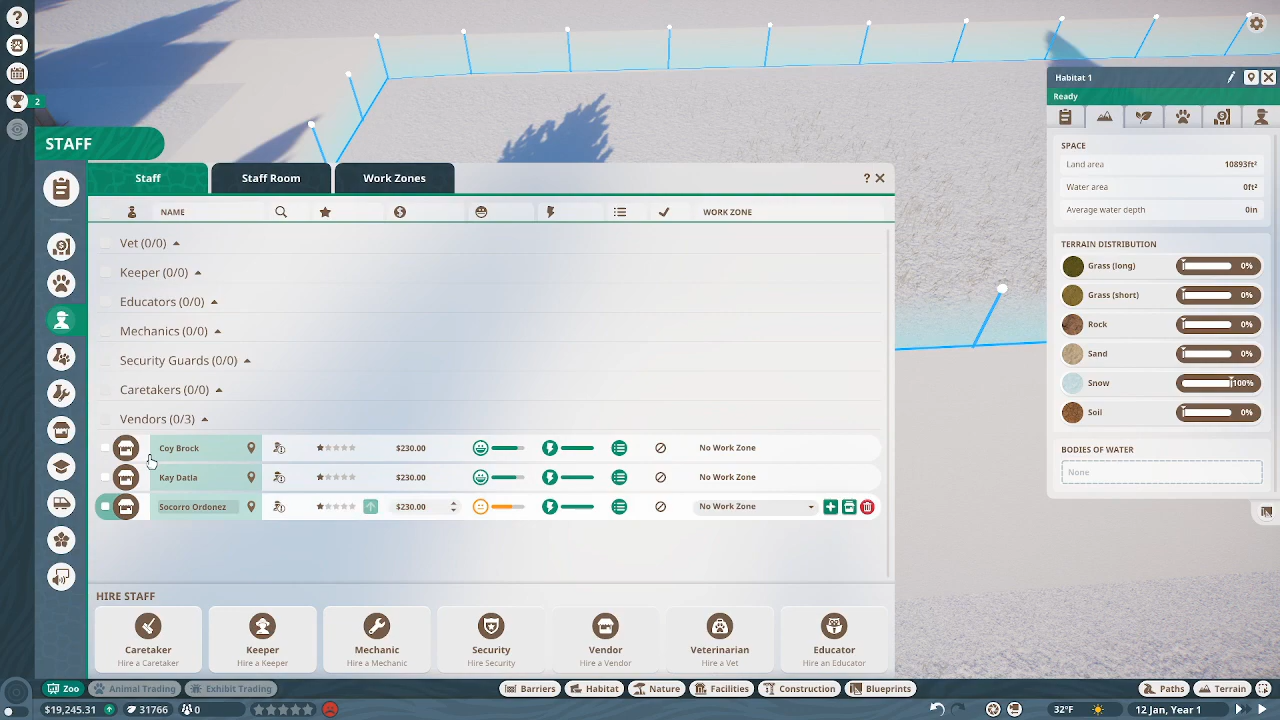 2
STAFF
Staff
Staff Room
Work Zones
?
NAME
WORK ZONE
Vet (0/0)
Keeper (0/0)
Educators (0/0)
Mechanics (0/0)
Security Guards (0/0)
Caretakers (0/0)
Vendors (0/3)
Coy Brock $230.00 No Work Zone
Kay Datla $230.00 No Work Zone
Socorro Ordonez $230.00 No Work Zone
HIRE STAFF
Caretaker
Hire a Caretaker
Keeper
Hire a Keeper
Mechanic
Hire a Mechanic
Security
Hire Security
Vendor
Hire a Vendor
Veterinarian
Hire a Vet
Educator
Hire an Educator
Habitat 1
Ready
SPACE
Land area 10893ft²
Water area 0ft²
Average water depth 0in
TERRAIN DISTRIBUTION
Grass (long) 0%
Grass (short) 0%
Rock 0%
Sand 0%
Snow 100%
Soil 0%
BODIES OF WATER
None
Zoo Animal Trading Exhibit Trading Barriers Habitat Nature Facilities Construction Blueprints Paths Terrain
$19,245.31 31766 0 32°F 12 Jan, Year 1